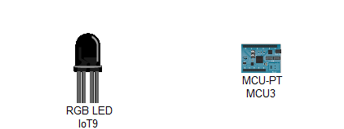 RGB LED
IoT9
MCU-PT
MCU3